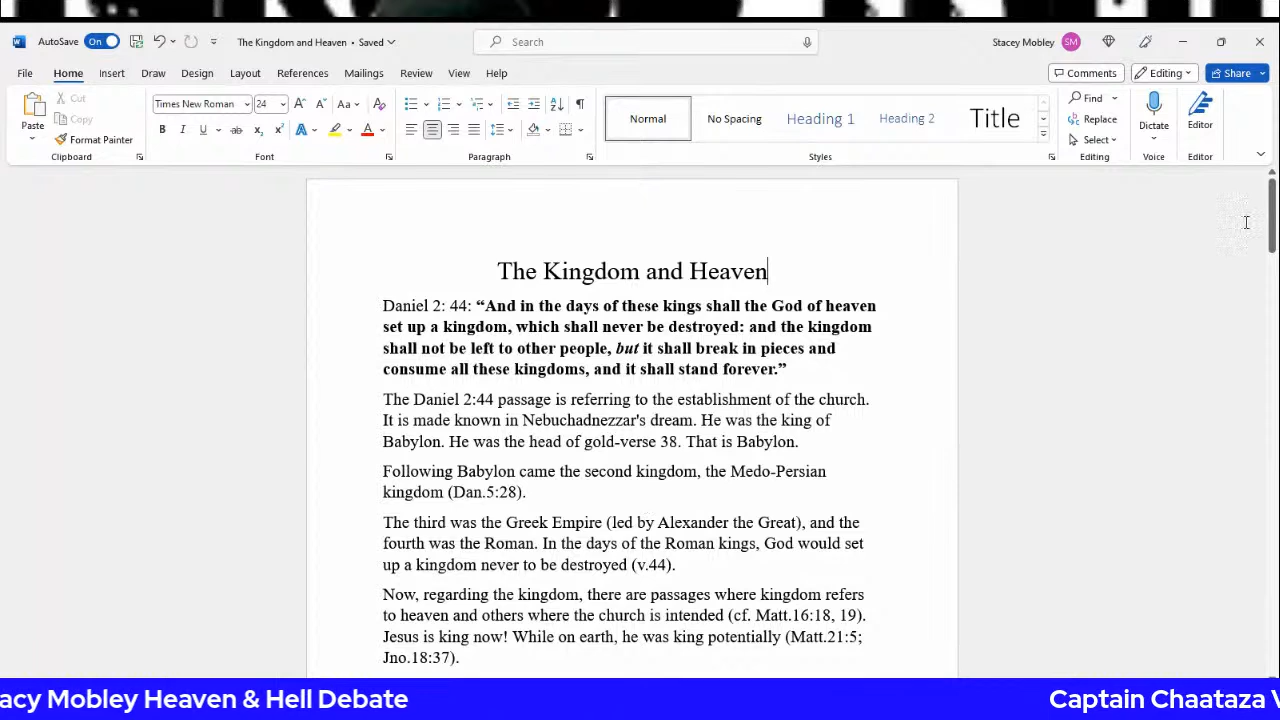 AutoSave On The Kingdom and Heaven • Saved Search Stacey Mobley SM
File Home Insert Draw Design Layout References Mailings Review View Help Comments Editing Share
Paste Cut Copy Format Painter
Clipboard
Times New Roman 24 Aa
B I U ab x₂ x² A A
Font
Paragraph
Normal No Spacing Heading 1 Heading 2 Title
Styles
Find Replace Select
Editing
Dictate
Voice
Editor
Editor
The Kingdom and Heaven
Daniel 2: 44: “And in the days of these kings shall the God of heaven
set up a kingdom, which shall never be destroyed: and the kingdom
shall not be left to other people, but it shall break in pieces and
consume all these kingdoms, and it shall stand forever.”
The Daniel 2:44 passage is referring to the establishment of the church.
It is made known in Nebuchadnezzar's dream. He was the king of
Babylon. He was the head of gold-verse 38. That is Babylon.
Following Babylon came the second kingdom, the Medo-Persian
kingdom (Dan.5:28).
The third was the Greek Empire (led by Alexander the Great), and the
fourth was the Roman. In the days of the Roman kings, God would set
up a kingdom never to be destroyed (v.44).
Now, regarding the kingdom, there are passages where kingdom refers
to heaven and others where the church is intended (cf. Matt.16:18, 19).
Jesus is king now! While on earth, he was king potentially (Matt.21:5;
Jno.18:37).
acy Mobley Heaven & Hell Debate Captain Chaataza V